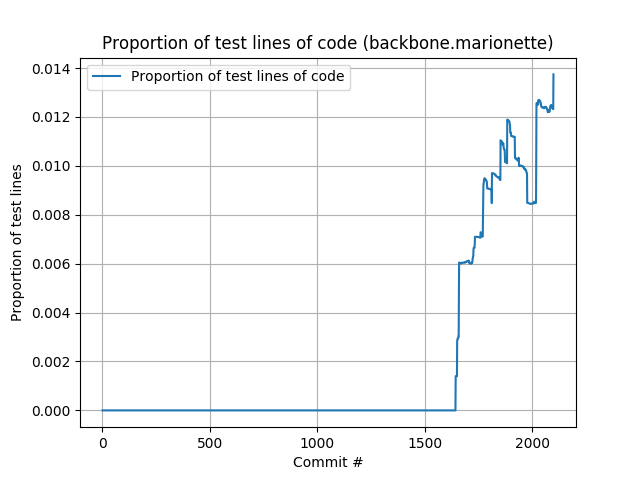 Proportion of test lines of code (backbone.marionette)
Proportion of test lines of code
0.014
0.012
0.010
0.008
0.006
0.004
0.002
0.000
Proportion of test lines
0 500 1000 1500 2000
Commit #